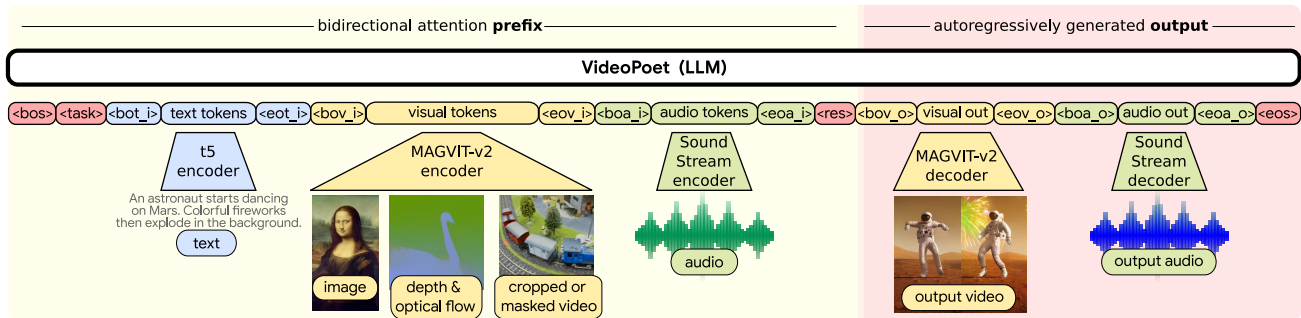 bidirectional attention prefix
autoregressively generated output
VideoPoet (LLM)
<bos> <task> <bot_i> text tokens <eot_i> <bov_i> visual tokens <eov_i> <boa_i> audio tokens <eoa_i> <res> <bov_o> visual out <eov_o> <boa_o> audio out <eoa_o> <eos>
t5
encoder
MAGVIT-v2
encoder
Sound
Stream
encoder
MAGVIT-v2
decoder
Sound
Stream
decoder
An astronaut starts dancing
on Mars. Colorful fireworks
then explode in the background.
text
image
depth &
optical flow
cropped or
masked video
audio
output video
output audio